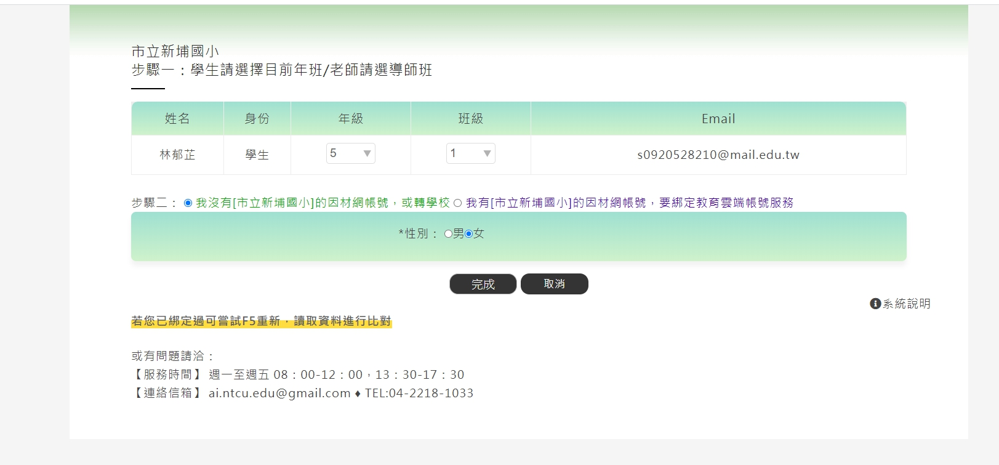 市立新埔國小
步驟一：學生請選擇目前年班/老師請選導師班
姓名 身份 年級 班級 Email
林郁芷 學生 5 1 s0920528210@mail.edu.tw
步驟二： 我沒有[市立新埔國小]的因材網帳號，或轉學校 我有[市立新埔國小]的因材網帳號，要綁定教育雲端帳號服務
*性別： 男 女
完成 取消
系統說明
若您已綁定過可嘗試F5重新，讀取資料進行比對
或有問題請洽：
【服務時間】 週一至週五 08：00-12：00，13：30-17：30
【連絡信箱】 ai.ntcu.edu@gmail.com ♦ TEL:04-2218-1033